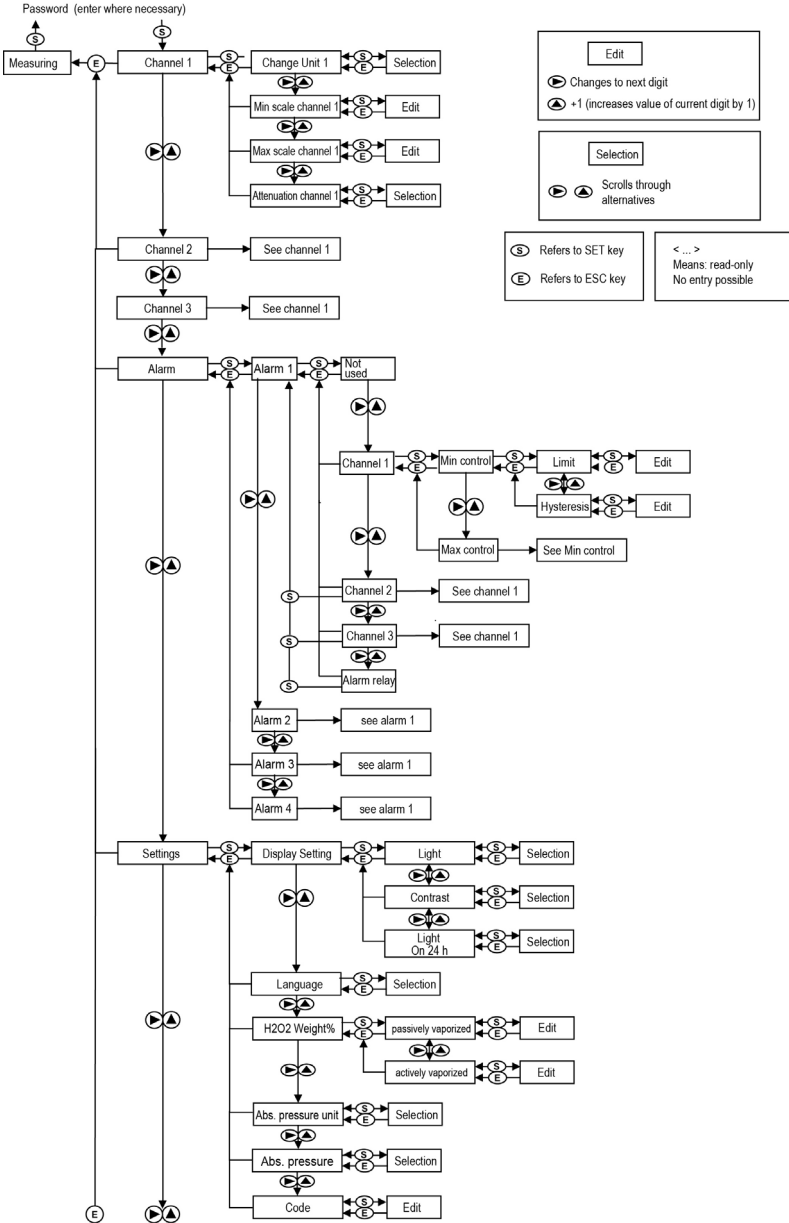 Password (enter where necessary)
S
S
Measuring
E
Channel 1
S
E
Change Unit 1
S
E
Selection
Min scale channel 1
S
E
Edit
Max scale channel 1
S
E
Edit
Attenuation channel 1
S
E
Selection
Edit
Changes to next digit
+1 (increases value of current digit by 1)
Selection
Scrolls through
alternatives
S Refers to SET key
E Refers to ESC key
< ... >
Means: read-only
No entry possible
Channel 2
See channel 1
Channel 3
See channel 1
Alarm
S
E
Alarm 1
S
E
Not
used
Channel 1
S
E
Min control
S
E
Limit
S
E
Edit
Hysteresis
S
E
Edit
Max control
See Min control
S
Channel 2
See channel 1
S
Channel 3
See channel 1
S
Alarm relay
Alarm 2
see alarm 1
Alarm 3
see alarm 1
Alarm 4
see alarm 1
Settings
S
E
Display Setting
S
E
Light
S
E
Selection
Contrast
S
E
Selection
Light
On 24 h
S
E
Selection
Language
S
E
Selection
H2O2 Weight%
S
E
passively vaporized
S
E
Edit
actively vaporized
S
E
Edit
Abs. pressure unit
S
E
Selection
Abs. pressure
S
E
Selection
Code
S
E
Edit
E